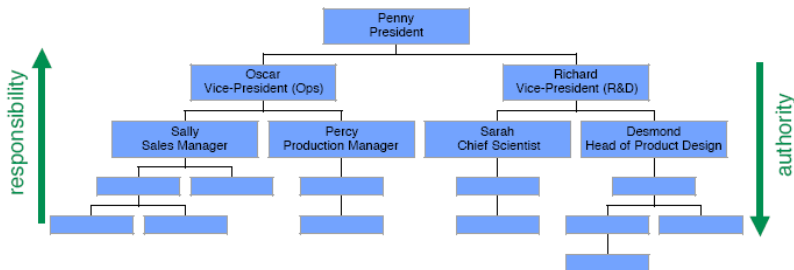 Penny
President
Oscar
Vice-President (Ops)
Richard
Vice-President (R&D)
Sally
Sales Manager
Percy
Production Manager
Sarah
Chief Scientist
Desmond
Head of Product Design
responsibility
authority